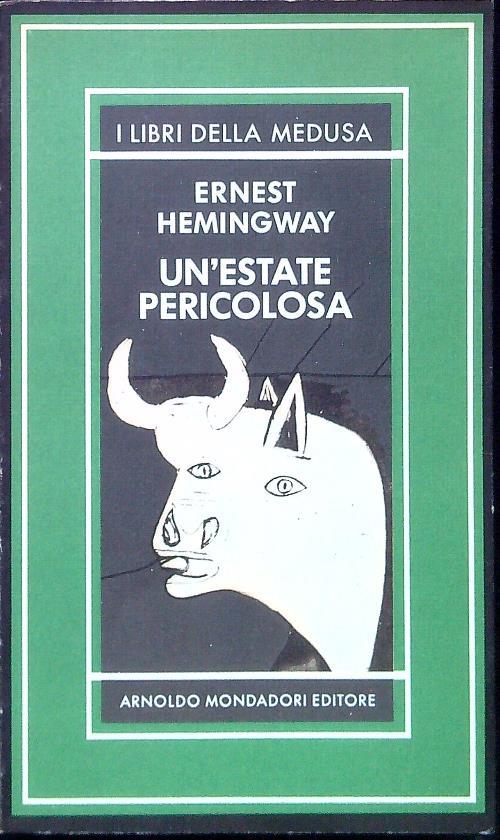 I LIBRI DELLA MEDUSA
ERNEST
HEMINGWAY
UN'ESTATE
PERICOLOSA
ARNOLDO MONDADORI EDITORE